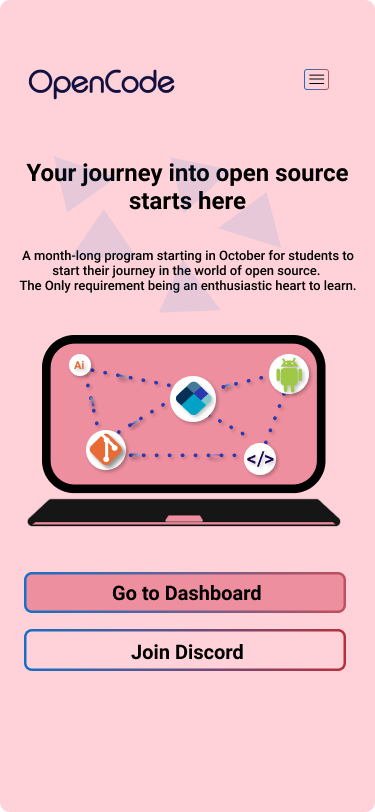 OpenCode
Your journey into open source
starts here
A month-long program starting in October for students to
start their journey in the world of open source.
The Only requirement being an enthusiastic heart to learn.
Ai
</>
Go to Dashboard
Join Discord